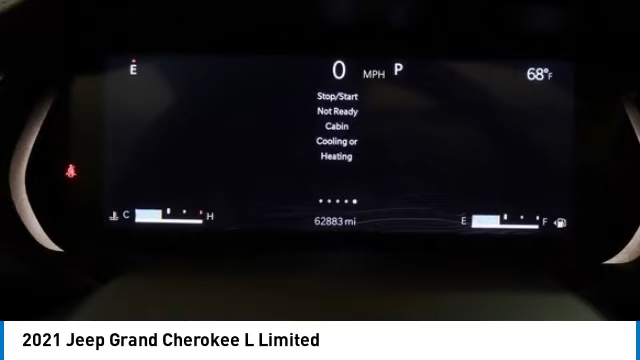 E 0 MPH P 68°F
Stop/Start
Not Ready
Cabin
Cooling or
Heating
C H E F
62883 mi
2021 Jeep Grand Cherokee L Limited